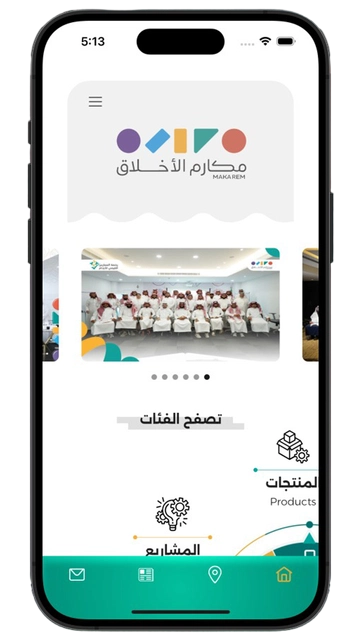 5:13
مكارم الأخلاق
MAKAREM
تصفح الفئات
المنتجات
Products
المشاريع